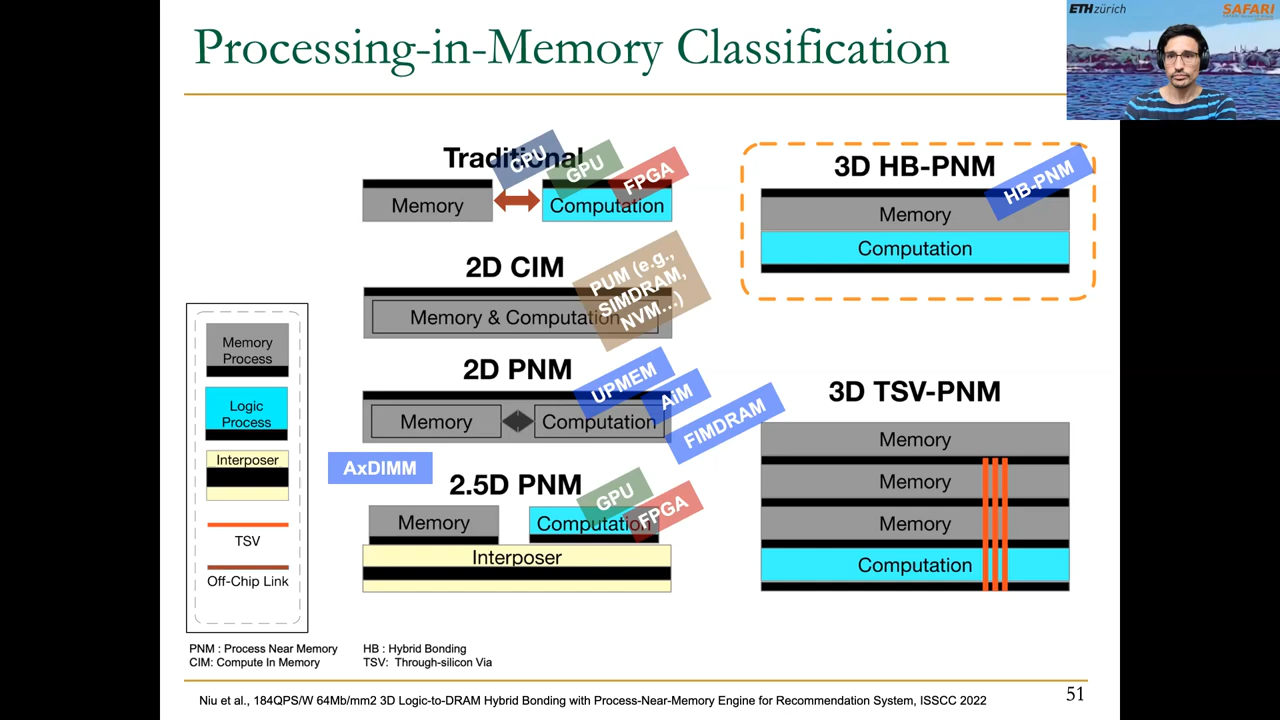 Processing-in-Memory Classification
ETHzürich
SAFARI
Traditional
CPU
GPU
FPGA
Memory
Computation
2D CIM
PUM (e.g.,
SIMDRAM,
NVM...)
Memory & Computation
2D PNM
UPMEM
AiM
FIMDRAM
Memory
Computation
AxDIMM
2.5D PNM
GPU
FPGA
Memory
Computation
Interposer
3D HB-PNM
HB-PNM
Memory
Computation
3D TSV-PNM
Memory
Memory
Memory
Computation
Memory
Process
Logic
Process
Interposer
TSV
Off-Chip Link
PNM : Process Near Memory
CIM: Compute In Memory
HB : Hybrid Bonding
TSV: Through-silicon Via
Niu et al., 184QPS/W 64Mb/mm2 3D Logic-to-DRAM Hybrid Bonding with Process-Near-Memory Engine for Recommendation System, ISSCC 2022
51